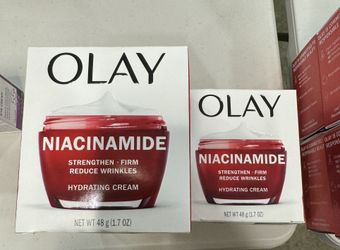 OLAY
NIACINAMIDE
STRENGTHEN · FIRM
REDUCE WRINKLES
HYDRATING CREAM
NET WT 48 g (1.7 OZ)
OLAY
NIACINAMIDE
STRENGTHEN · FIRM
REDUCE WRINKLES
HYDRATING CREAM
NET WT 48 g (1.7 OZ)